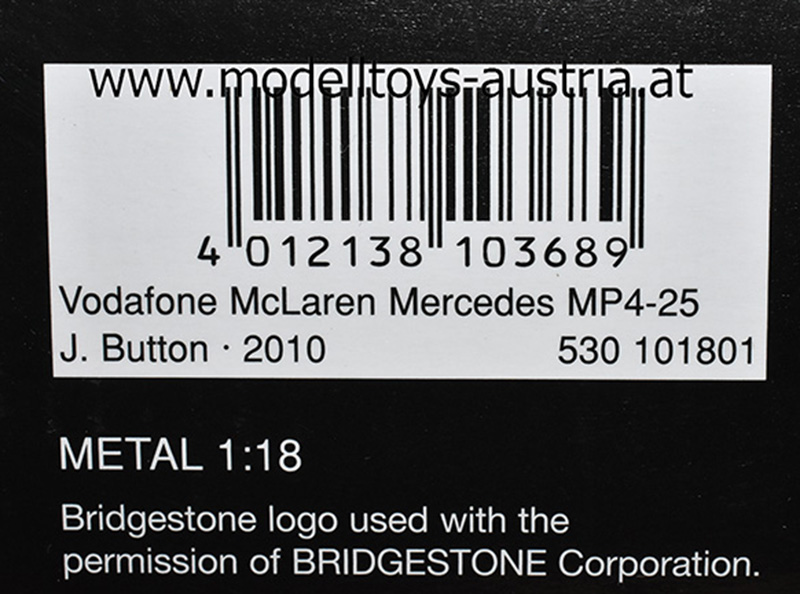 www.modelltoys-austria.at
4 012138 103689
Vodafone McLaren Mercedes MP4-25
J. Button · 2010 530 101801
METAL 1:18
Bridgestone logo used with the
permission of BRIDGESTONE Corporation.